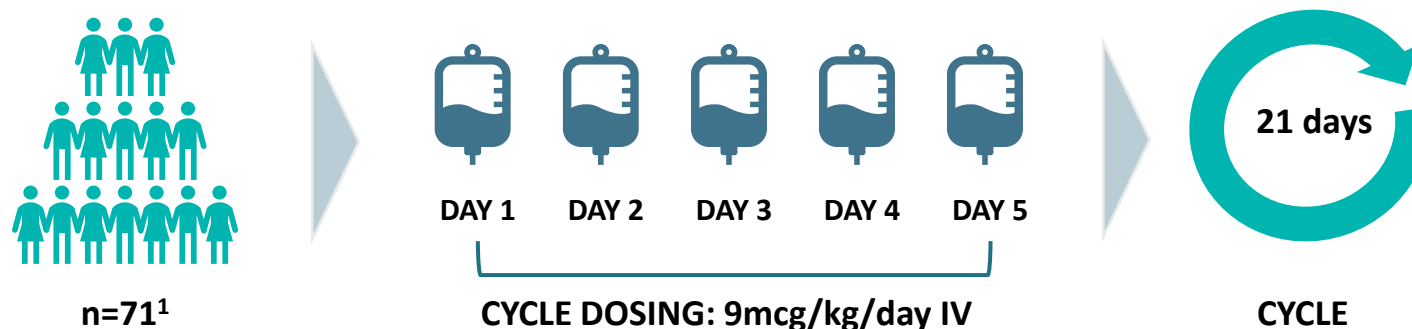 21 days
DAY 1 DAY 2 DAY 3 DAY 4 DAY 5
n=71¹ CYCLE DOSING: 9mcg/kg/day IV CYCLE